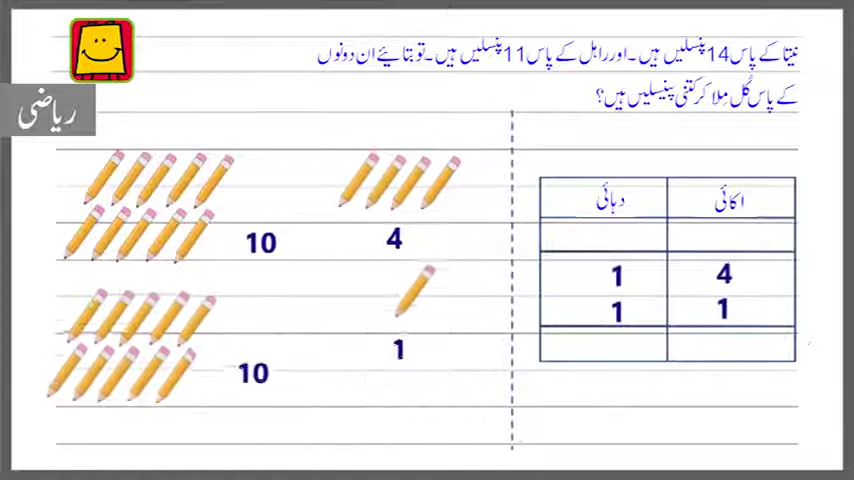 نیتا کے پاس 14 پنسلیں ہیں۔ اور راہل کے پاس 11 پنسلیں ہیں۔ تو بتائیے ان دونوں
کے پاس کُل مِلا کر کتنی پنسیلیں ہیں؟
ریاضی
اکائی دہائی
10 4
1 4
1 1
10 1